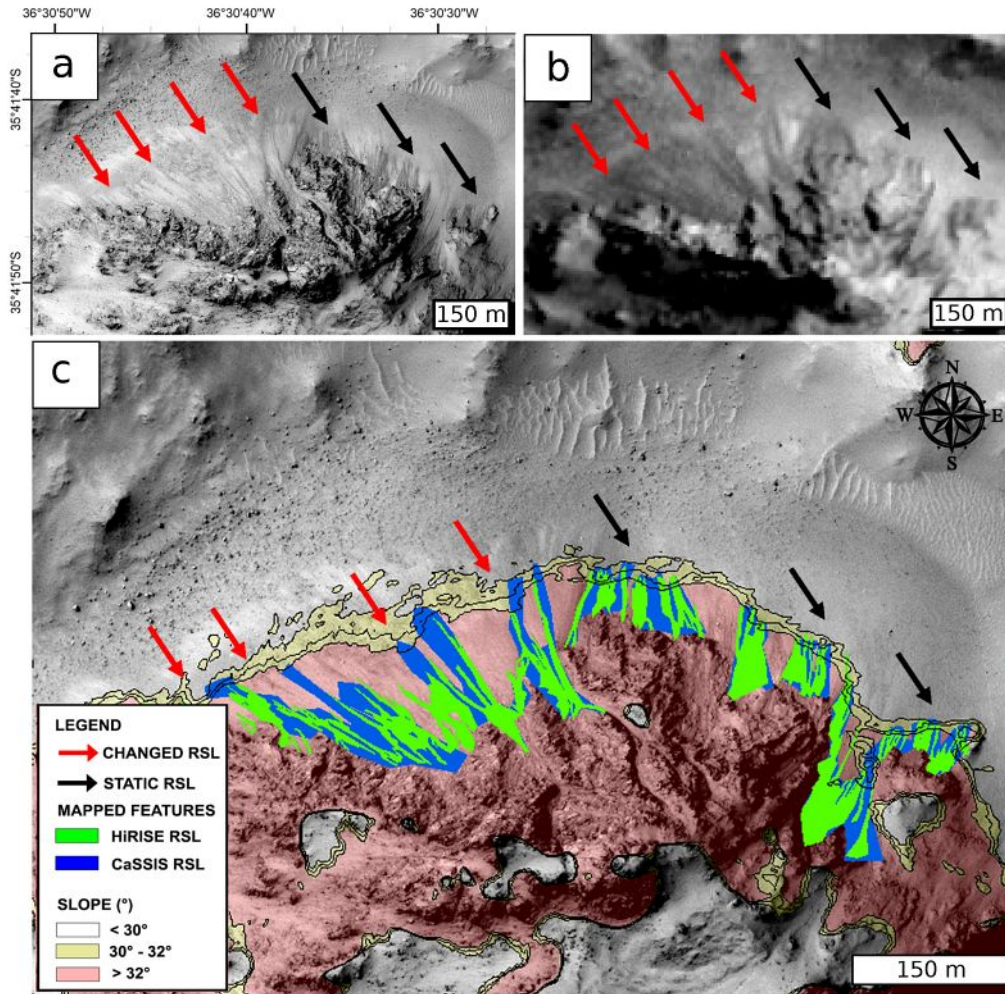 36°30'50"W
36°30'40"W
36°30'30"W
35°41'40"S
35°41'50"S
a
150 m
b
150 m
c
N
W
E
S
LEGEND
CHANGED RSL
STATIC RSL
MAPPED FEATURES
HiRISE RSL
CaSSIS RSL
SLOPE (°)
< 30°
30° - 32°
> 32°
150 m